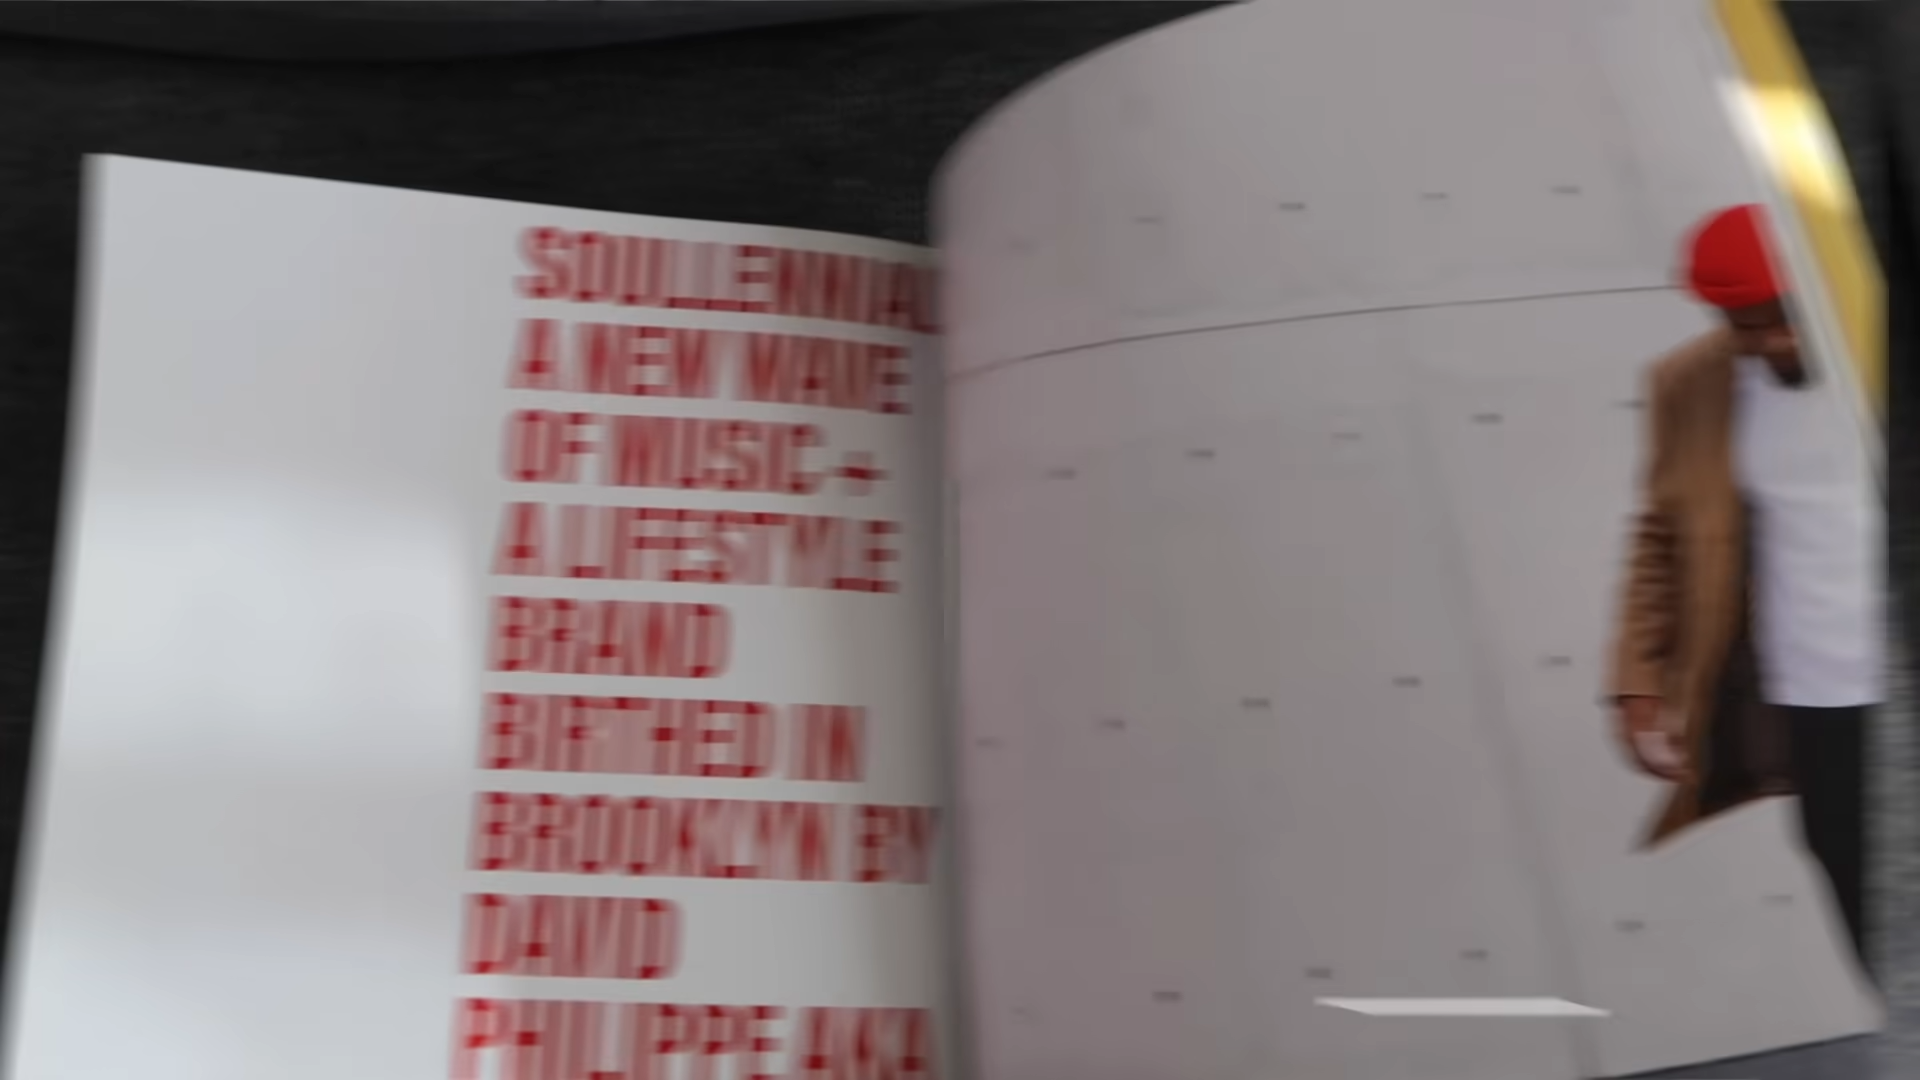 SOULLENNIAL
A NEW WAVE
OF MUSIC +
A LIFESTYLE
BRAND
BIRTHED IN
BROOKLYN BY
DAVID
PHILIPPE AKA